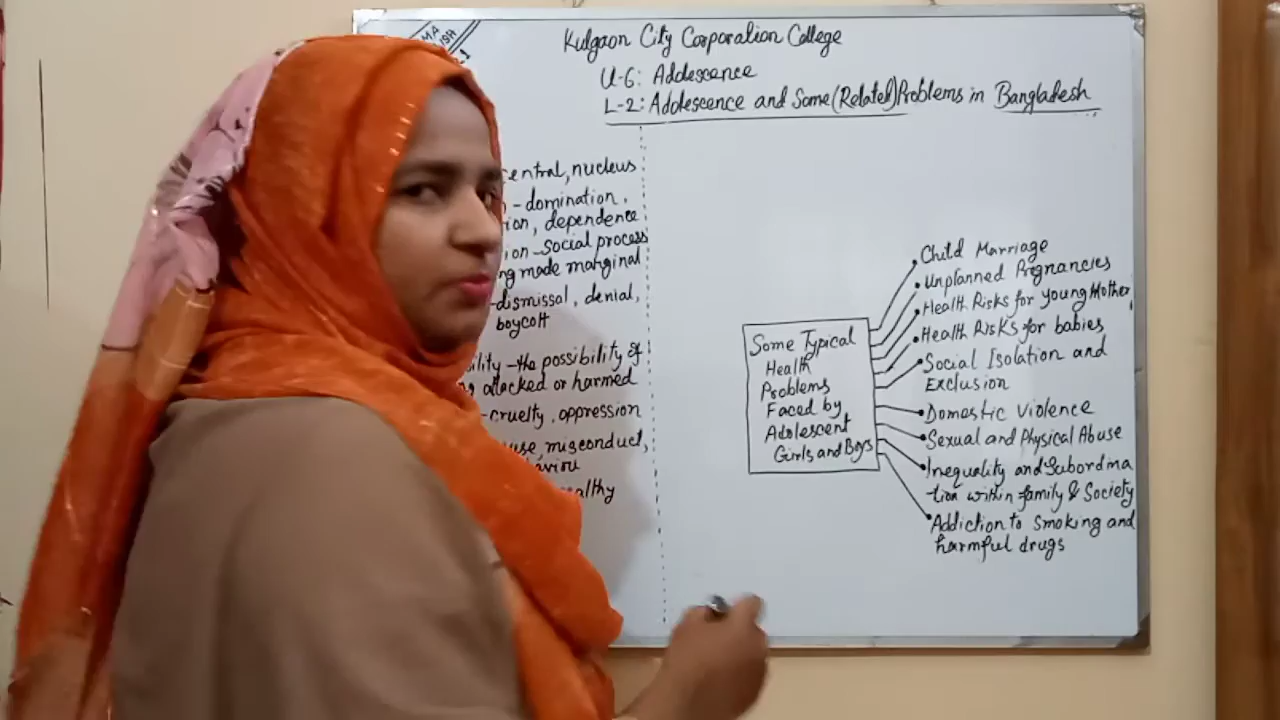 Kulgaon City Corporation College
U-6: Adolescence
L-2: Adolescence and Some (Related) Problems in Bangladesh
central, nucleus
- domination,
ion, dependence
ion - social process
ng made marginal
- dismissal, denial,
boycott
ility - the possibility of
attacked or harmed
- cruelty, oppression
use, misconduct,
Some Typical
Health
Problems
Faced by
Adolescent
Girls and Boys
Child Marriage
Unplanned Pregnancies
Health Risks for young Mother
Health Risks for babies
Social Isolation and
Exclusion
Domestic Violence
Sexual and Physical Abuse
Inequality and Subordina
tion within family & Society
Addiction to smoking and
harmful drugs